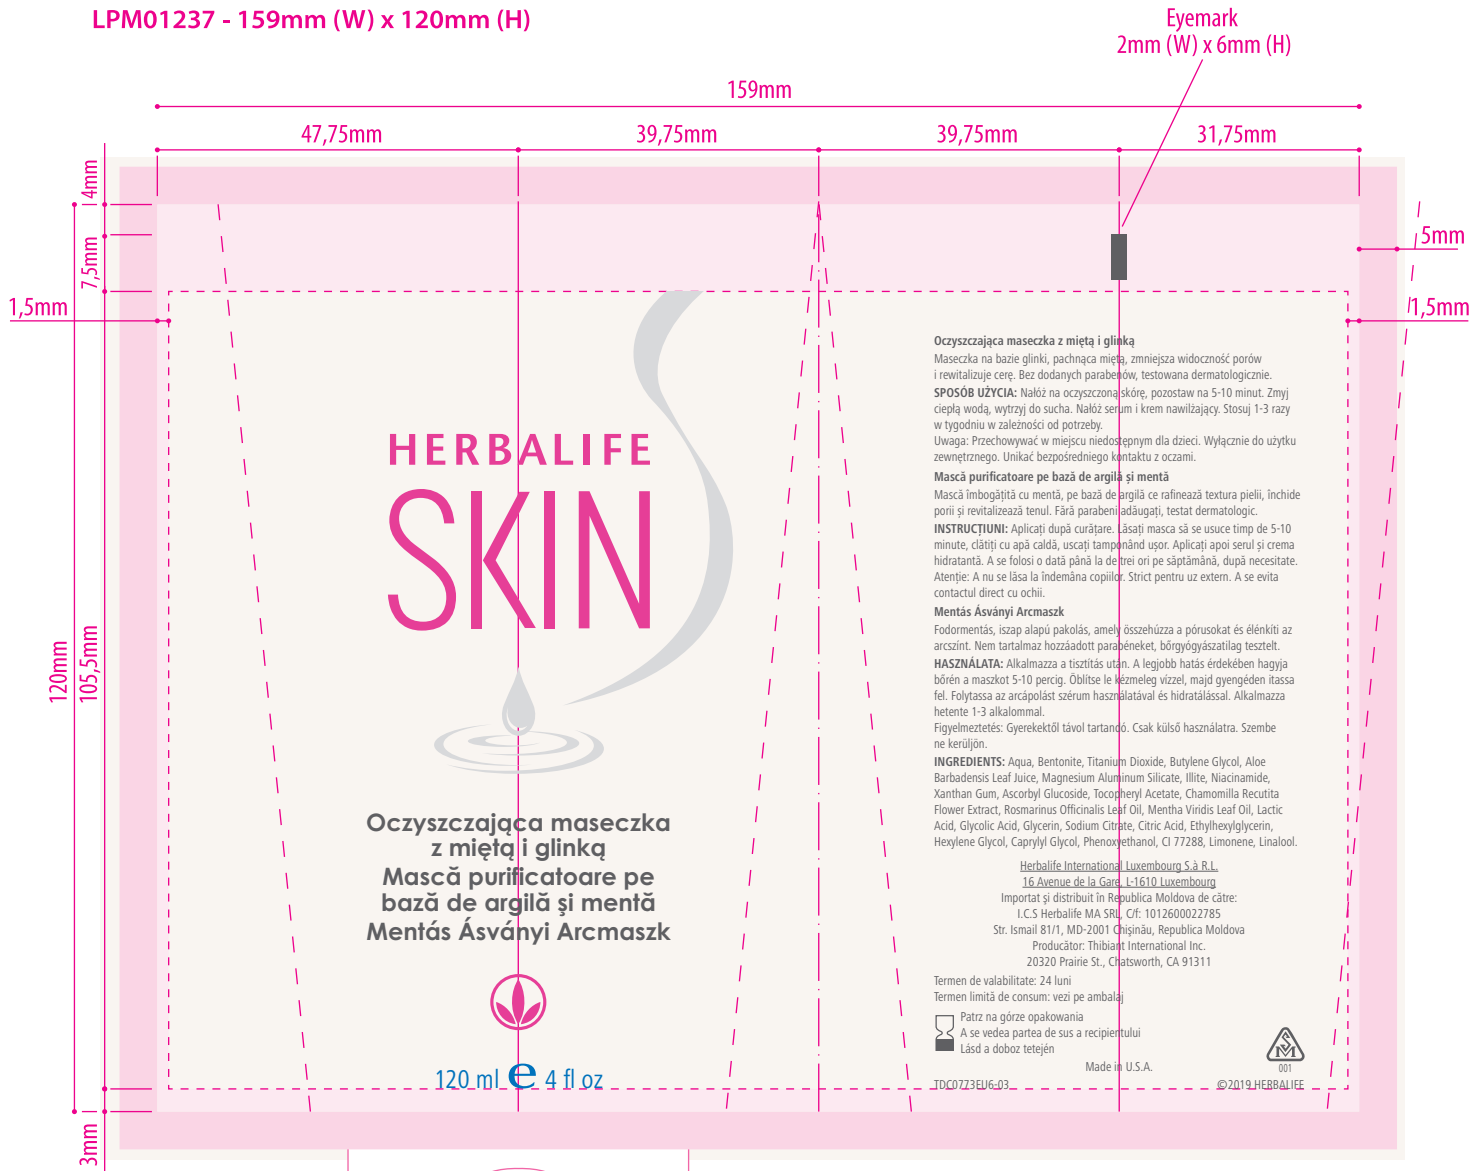 LPM01237 - 159mm (W) x 120mm (H)
Eyemark
2mm (W) x 6mm (H)
159mm
47,75mm
39,75mm
39,75mm
31,75mm
4mm
7,5mm
1,5mm
5mm
1,5mm
120mm
105,5mm
3mm
HERBALIFE
SKIN
Oczyszczająca maseczka
z miętą i glinką
Mască purificatoare pe
bază de argilă și mentă
Mentás Ásványi Arcmaszk
120 ml e 4 fl oz
Oczyszczająca maseczka z miętą i glinką
Maseczka na bazie glinki, pachnąca miętą, zmniejsza widoczność porów
i rewitalizuje cerę. Bez dodanych parabenów, testowana dermatologicznie.
SPOSÓB UŻYCIA: Nałóż na oczyszczoną skórę, pozostaw na 5-10 minut. Zmyj
ciepłą wodą, wytrzyj do sucha. Nałóż serum i krem nawilżający. Stosuj 1-3 razy
w tygodniu w zależności od potrzeby.
Uwaga: Przechowywać w miejscu niedostępnym dla dzieci. Wyłącznie do użytku
zewnętrznego. Unikać bezpośredniego kontaktu z oczami.
Mască purificatoare pe bază de argilă și mentă
Mască îmbogățită cu mentă, pe bază de argilă ce rafinează textura pielii, închide
porii și revitalizează tenul. Fără parabeni adăugați, testat dermatologic.
INSTRUCȚIUNI: Aplicați după curățare. Lăsați masca să se usuce timp de 5-10
minute, clătiți cu apă caldă, uscați tamponând ușor. Aplicați apoi serul și crema
hidratantă. A se folosi o dată până la de trei ori pe săptămână, după necesitate.
Atenție: A nu se lăsa la îndemâna copiilor. Strict pentru uz extern. A se evita
contactul direct cu ochii.
Mentás Ásványi Arcmaszk
Fodormentás, iszap alapú pakolás, amely összehúzza a pórusokat és élénkíti az
arcszínt. Nem tartalmaz hozzáadott parabéneket, bőrgyógyászatilag tesztelt.
HASZNÁLATA: Alkalmazza a tisztítás után. A legjobb hatás érdekében hagyja
bőrén a maszkot 5-10 percig. Öblítse le kézmeleg vízzel, majd gyengéden itassa
fel. Folytassa az arcápolást szérum használatával és hidratálással. Alkalmazza
hetente 1-3 alkalommal.
Figyelmeztetés: Gyerekektől távol tartandó. Csak külső használatra. Szembe
ne kerüljön.
INGREDIENTS: Aqua, Bentonite, Titanium Dioxide, Butylene Glycol, Aloe
Barbadensis Leaf Juice, Magnesium Aluminum Silicate, Illite, Niacinamide,
Xanthan Gum, Ascorbyl Glucoside, Tocopheryl Acetate, Chamomilla Recutita
Flower Extract, Rosmarinus Officinalis Leaf Oil, Mentha Viridis Leaf Oil, Lactic
Acid, Glycolic Acid, Glycerin, Sodium Citrate, Citric Acid, Ethylhexylglycerin,
Hexylene Glycol, Caprylyl Glycol, Phenoxyethanol, CI 77288, Limonene, Linalool.
Herbalife International Luxembourg S.à R.L.
16 Avenue de la Gare, L-1610 Luxembourg
Importat şi distribuit în Republica Moldova de către:
I.C.S Herbalife MA SRL, C/f: 1012600022785
Str. Ismail 81/1, MD-2001 Chişinău, Republica Moldova
Producător: Thibiant International Inc.
20320 Prairie St., Chatsworth, CA 91311
Termen de valabilitate: 24 luni
Termen limită de consum: vezi pe ambalaj
Patrz na górze opakowania
A se vedea partea de sus a recipientului
Lásd a doboz tetején
Made in U.S.A.
SM
001
TDC0773EU6-03
©2019 HERBALIFE